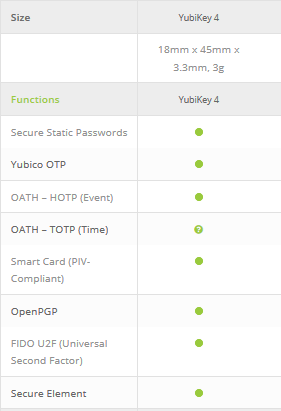 Size YubiKey 4
18mm x 45mm x
3.3mm, 3g
Functions YubiKey 4
Secure Static Passwords
Yubico OTP
OATH – HOTP (Event)
OATH – TOTP (Time) ?
Smart Card (PIV-
Compliant)
OpenPGP
FIDO U2F (Universal
Second Factor)
Secure Element